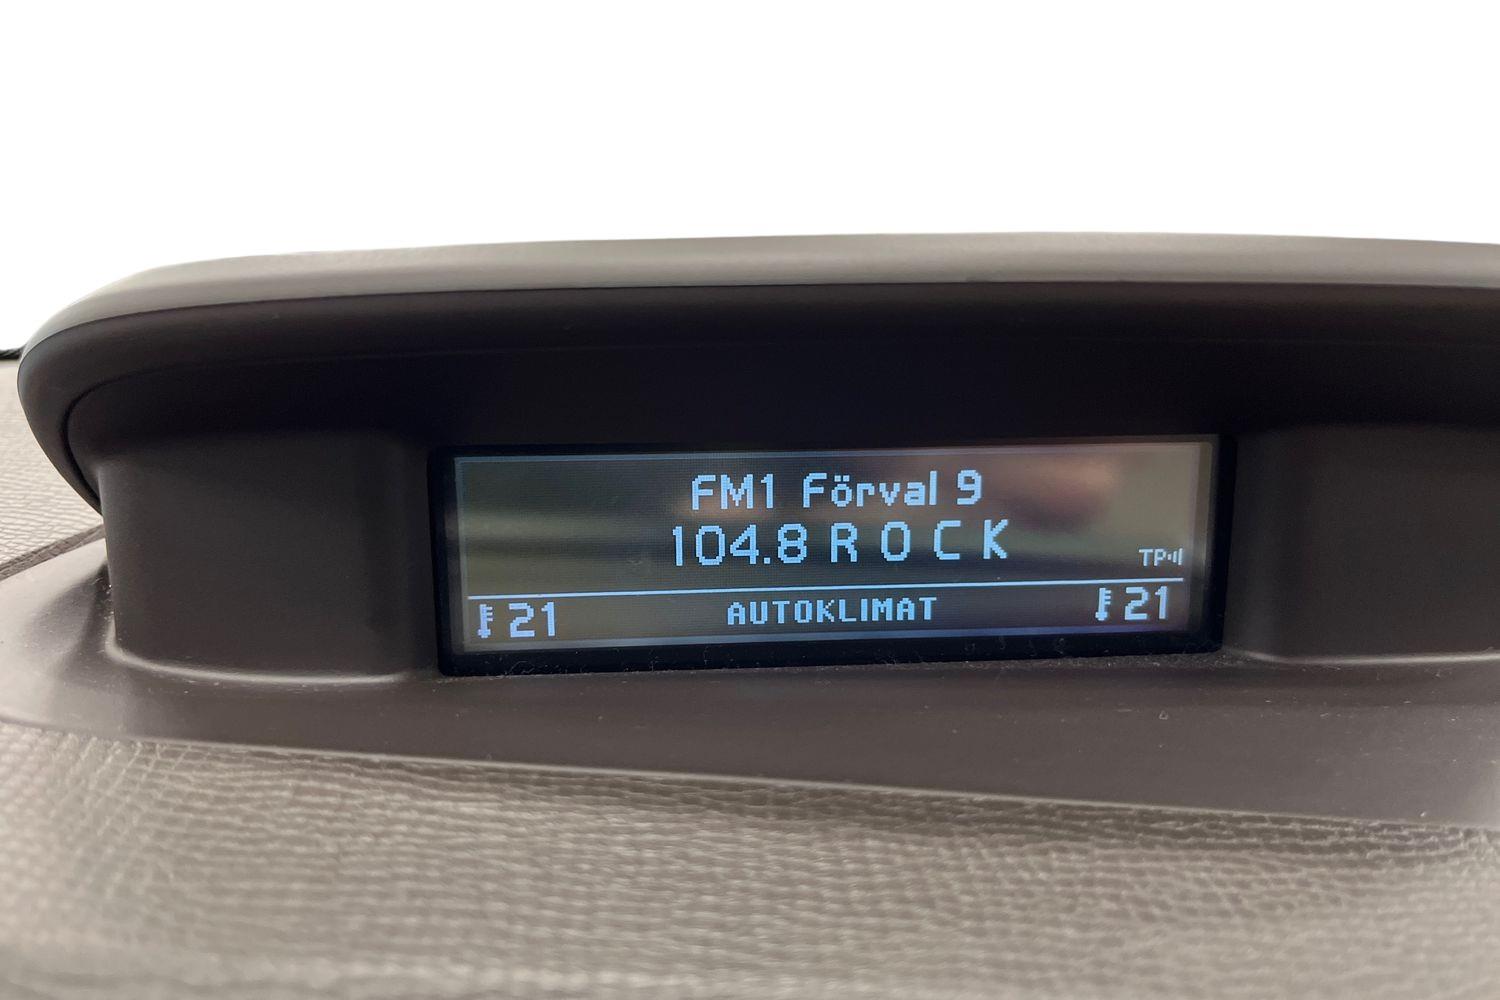 FM1 Förval 9
104.8 R O C K
TP
21 AUTOKLIMAT 21